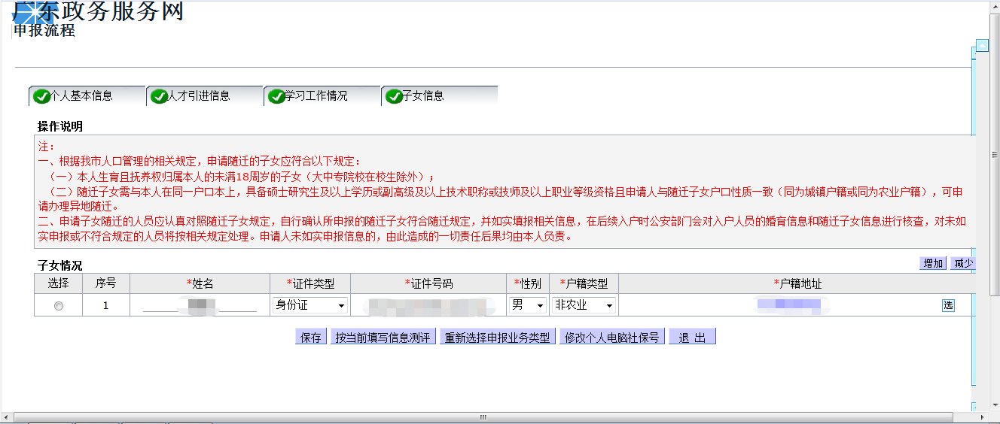 广东政务服务网
申报流程
个人基本信息 人才引进信息 学习工作情况 子女信息
操作说明
注：
一、根据我市人口管理的相关规定，申请随迁的子女应符合以下规定：
（一）本人生育且抚养权归属本人的未满18周岁的子女（大中专院校在校生除外）；
（二）随迁子女需与本人在同一户口本上，具备硕士研究生及以上学历或副高级及以上技术职称或技师及以上职业等级资格且申请人与随迁子女户口性质一致（同为城镇户籍或同为农业户籍），可申
请办理异地随迁。
二、申请子女随迁的人员应认真对照随迁子女规定，自行确认所申报的随迁子女符合随迁规定，并如实填报相关信息，在后续入户时公安部门会对入户人员的婚育信息和随迁子女信息进行核查，对未如
实申报或不符合规定的人员将按相关规定处理。申请人未如实申报信息的，由此造成的一切责任后果均由本人负责。
子女情况 增加 减少
选择 序号 *姓名 *证件类型 *证件号码 *性别 *户籍类型 *户籍地址
1 身份证 男 非农业 选
保存 按当前填写信息测评 重新选择申报业务类型 修改个人电脑社保号 退 出